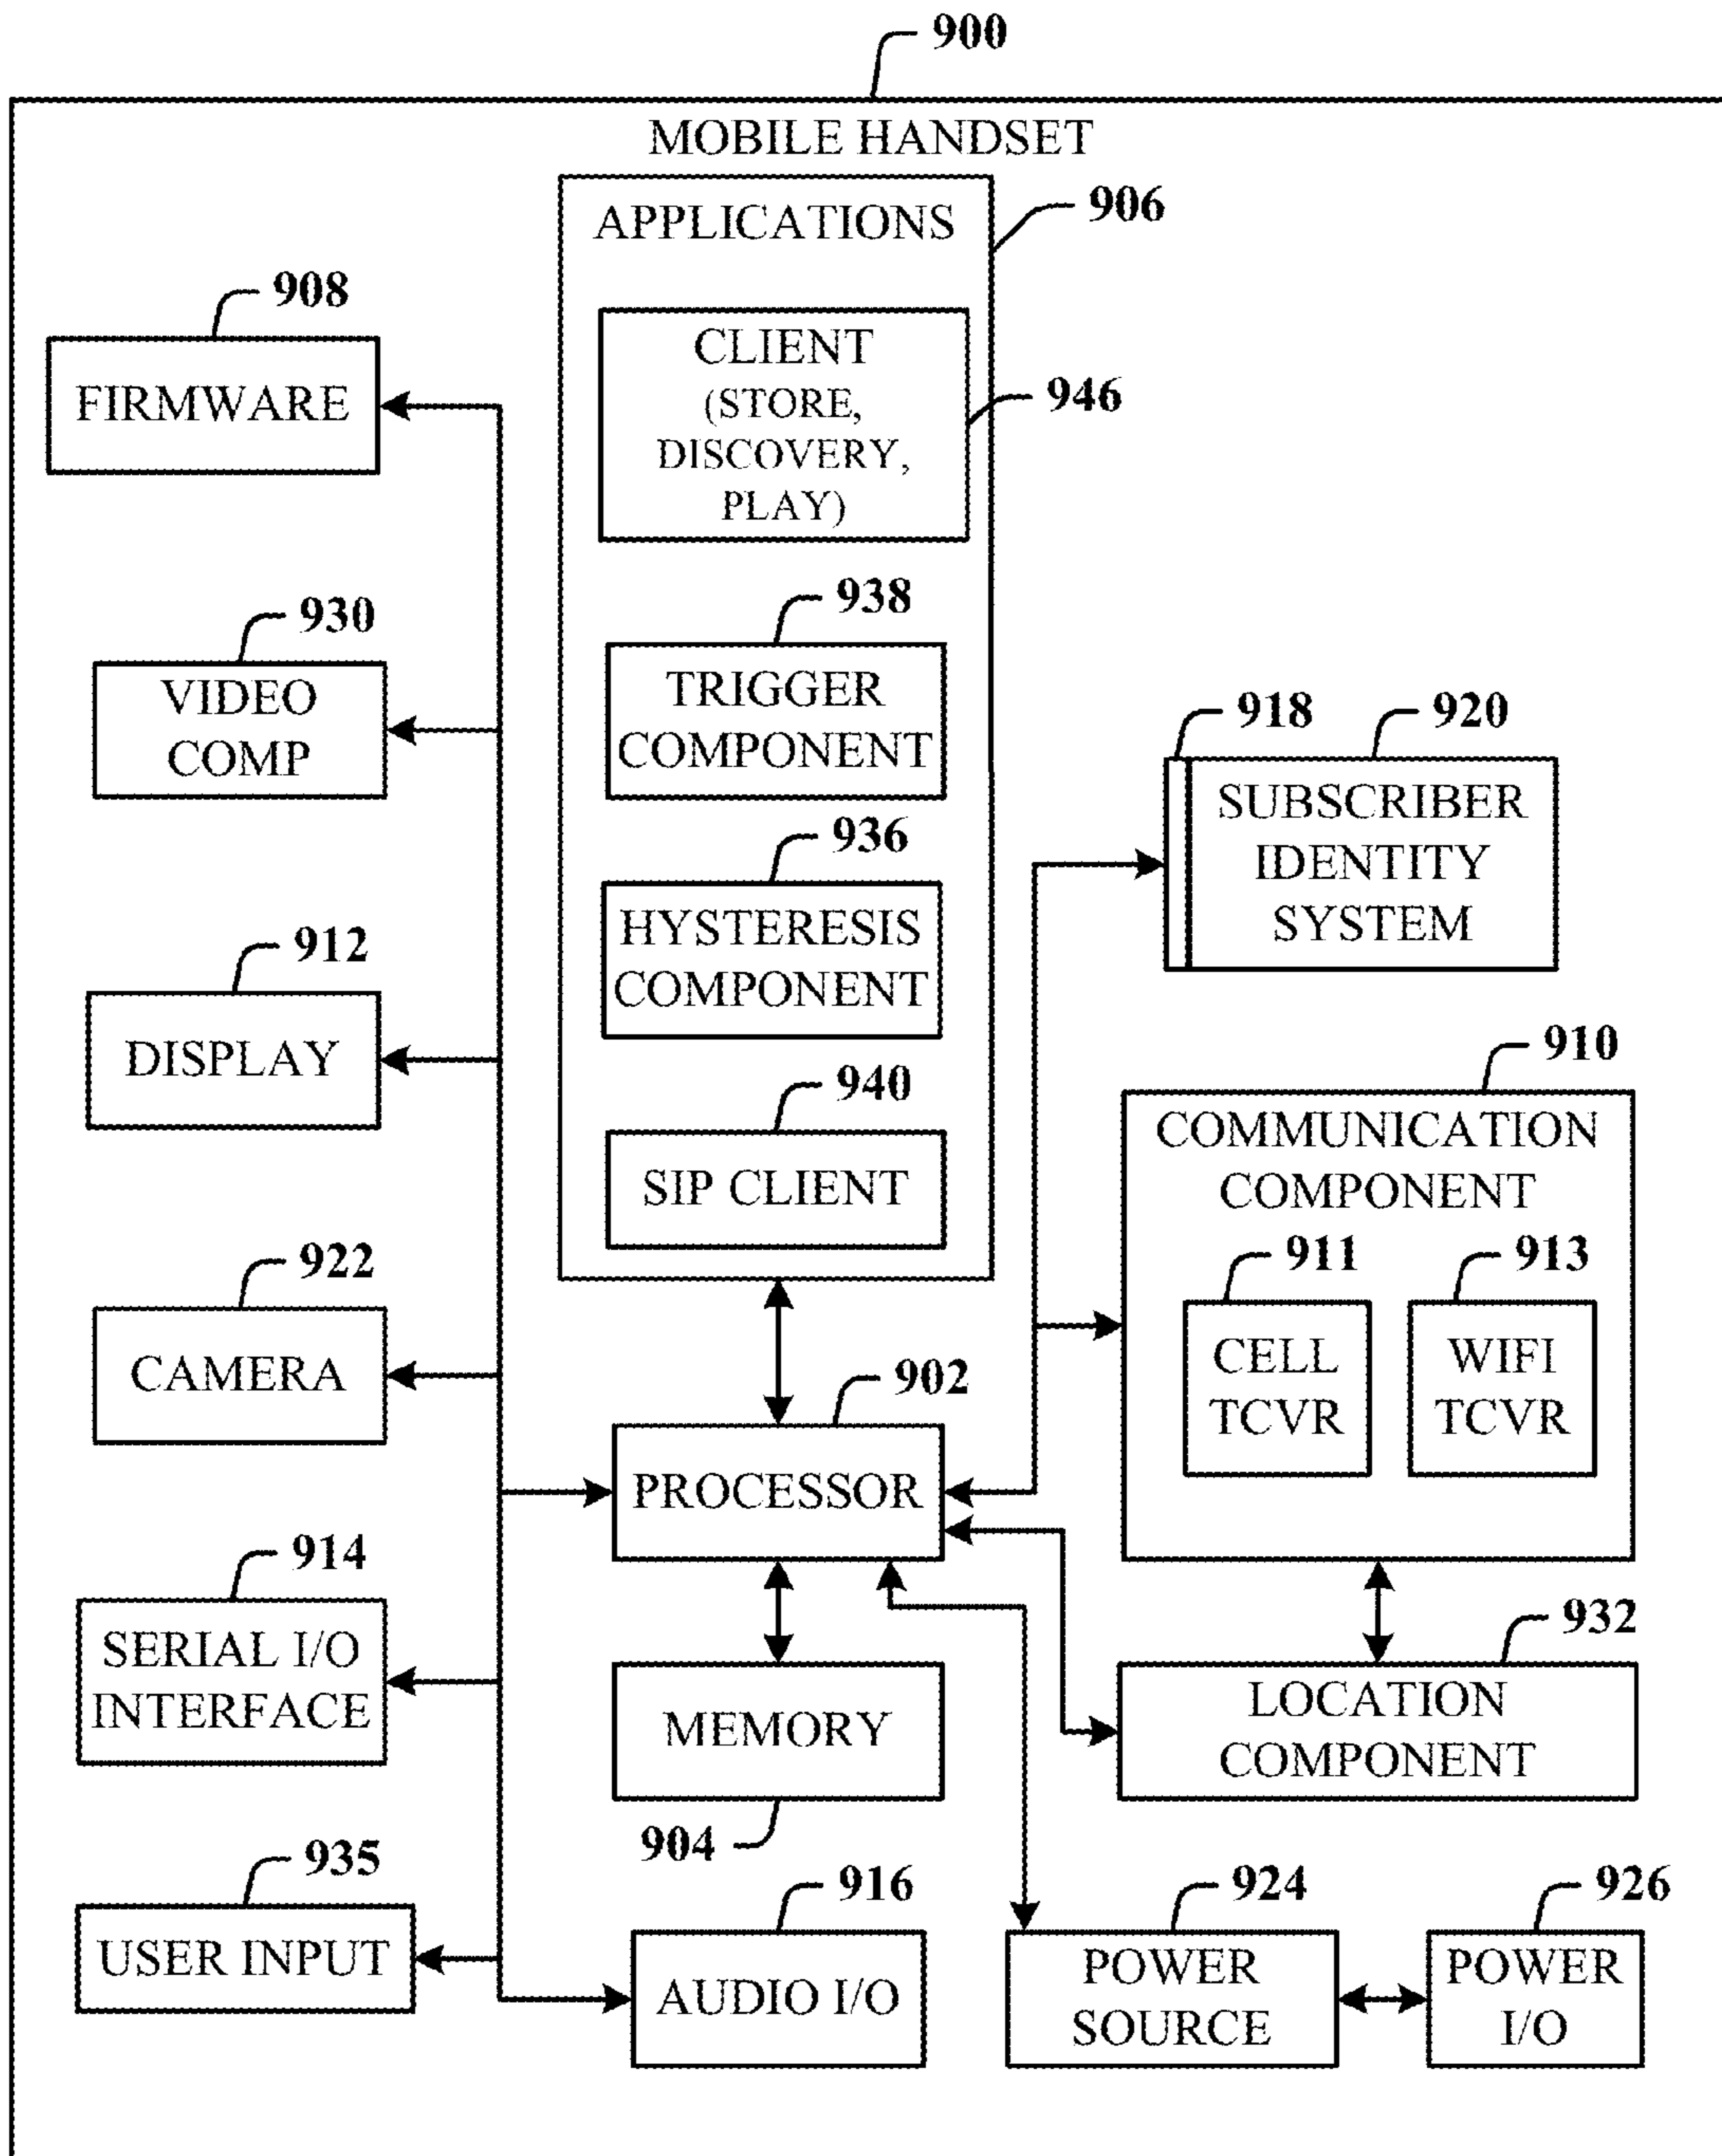 900
MOBILE HANDSET
906
APPLICATIONS
CLIENT
(STORE,
DISCOVERY,
PLAY)
946
938
TRIGGER
COMPONENT
936
HYSTERESIS
COMPONENT
940
SIP CLIENT
908
FIRMWARE
930
VIDEO
COMP
912
DISPLAY
922
CAMERA
914
SERIAL I/O
INTERFACE
935
USER INPUT
902
PROCESSOR
MEMORY
904
916
AUDIO I/O
918
920
SUBSCRIBER
IDENTITY
SYSTEM
910
COMMUNICATION
COMPONENT
911
CELL
TCVR
913
WIFI
TCVR
932
LOCATION
COMPONENT
924
POWER
SOURCE
926
POWER
I/O